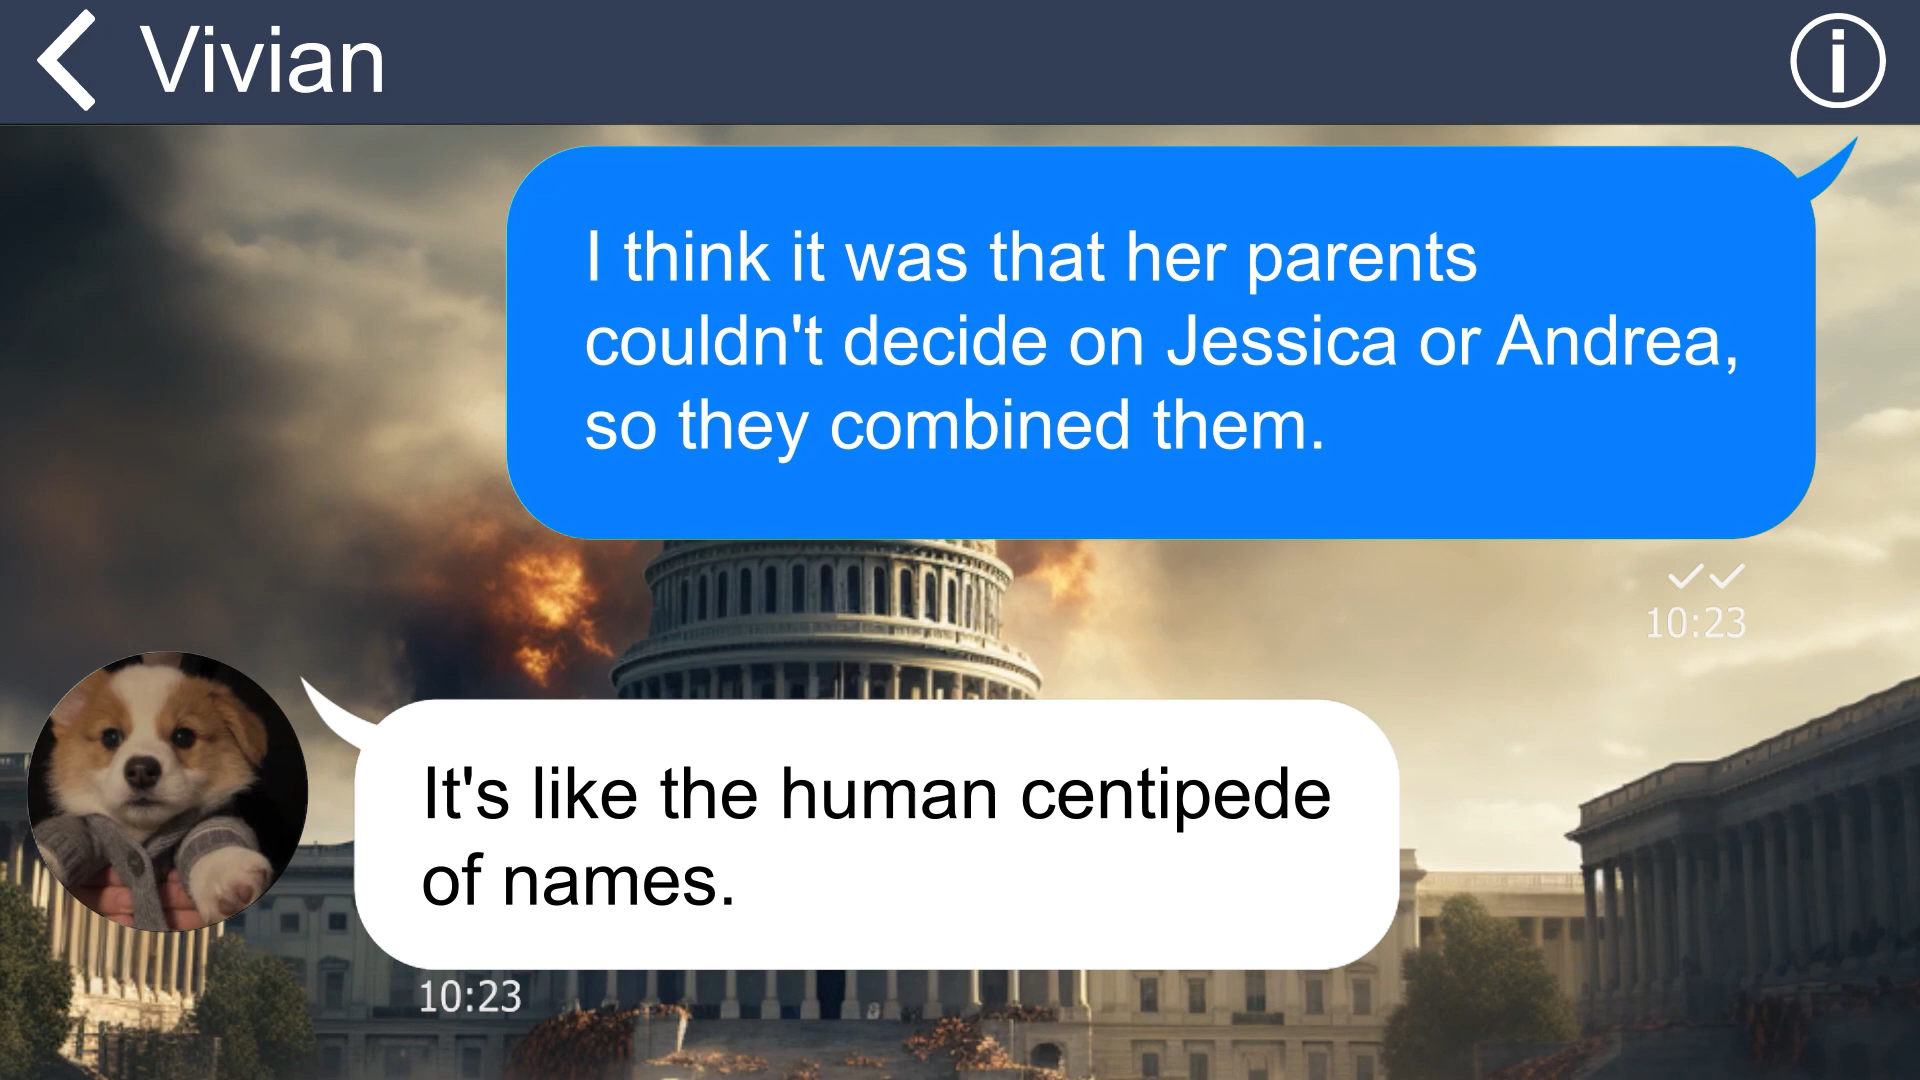 Vivian
I think it was that her parents
couldn't decide on Jessica or Andrea,
so they combined them.
10:23
It's like the human centipede
of names.
10:23